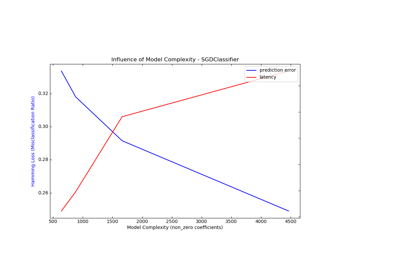 Influence of Model Complexity - SGDClassifier
prediction error
latency
0.32
0.30
0.28
0.26
Hamming Loss (Misclassification Ratio)
500 1000 1500 2000 2500 3000 3500 4000 4500
Model Complexity (non_zero coefficients)